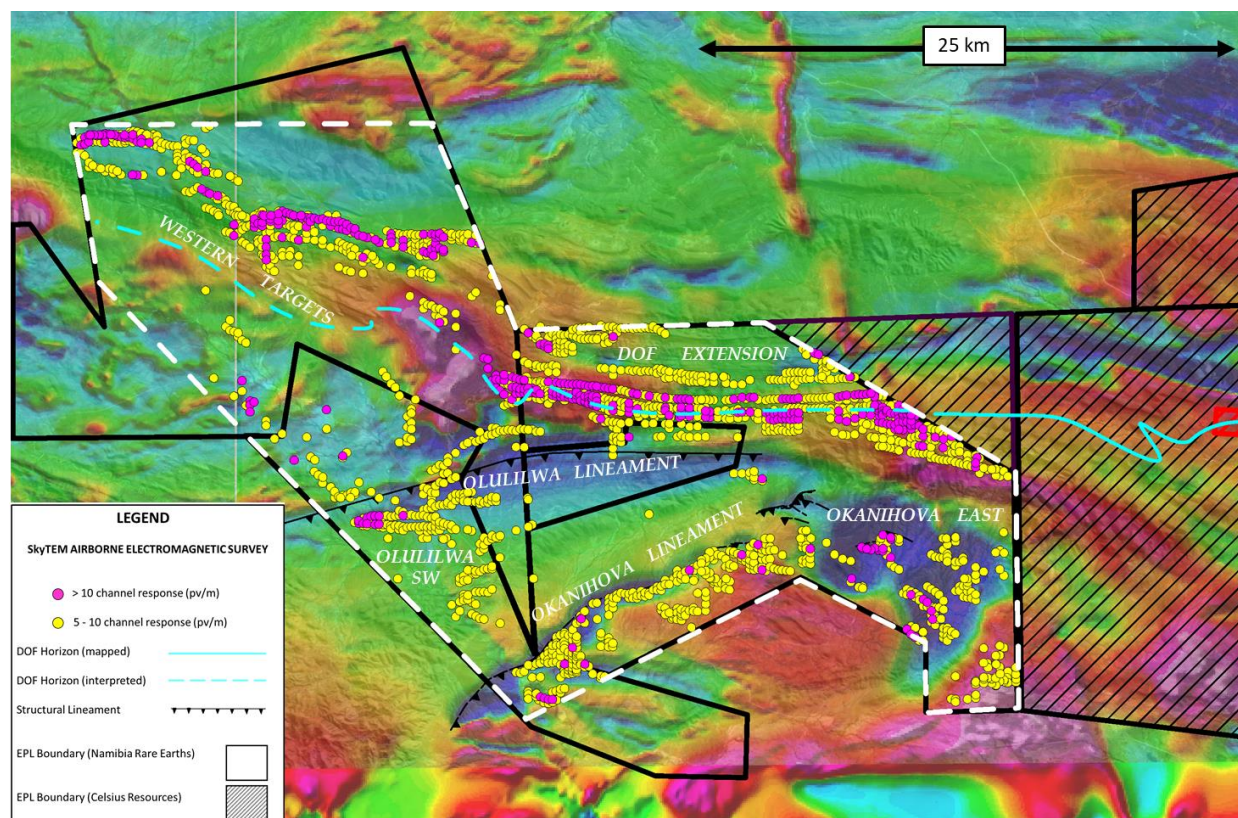 25 km
WESTERN
TARGETS
DOF EXTENSION
OLULILWA LINEAMENT
OKANIHOVA EAST
OKANIHOVA LINEAMENT
OLULILWA
SW
LEGEND
SkyTEM AIRBORNE ELECTROMAGNETIC SURVEY
> 10 channel response (pv/m)
5 - 10 channel response (pv/m)
DOF Horizon (mapped)
DOF Horizon (interpreted)
Structural Lineament
EPL Boundary (Namibia Rare Earths)
EPL Boundary (Celsius Resources)